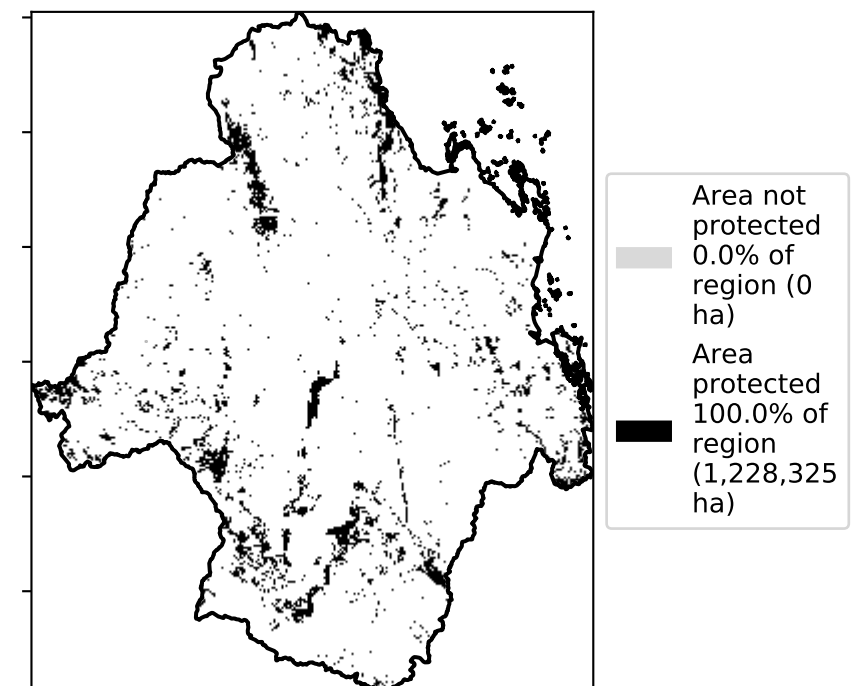 Area not
protected
0.0% of
region (0
ha)
Area
protected
100.0% of
region
(1,228,325
ha)